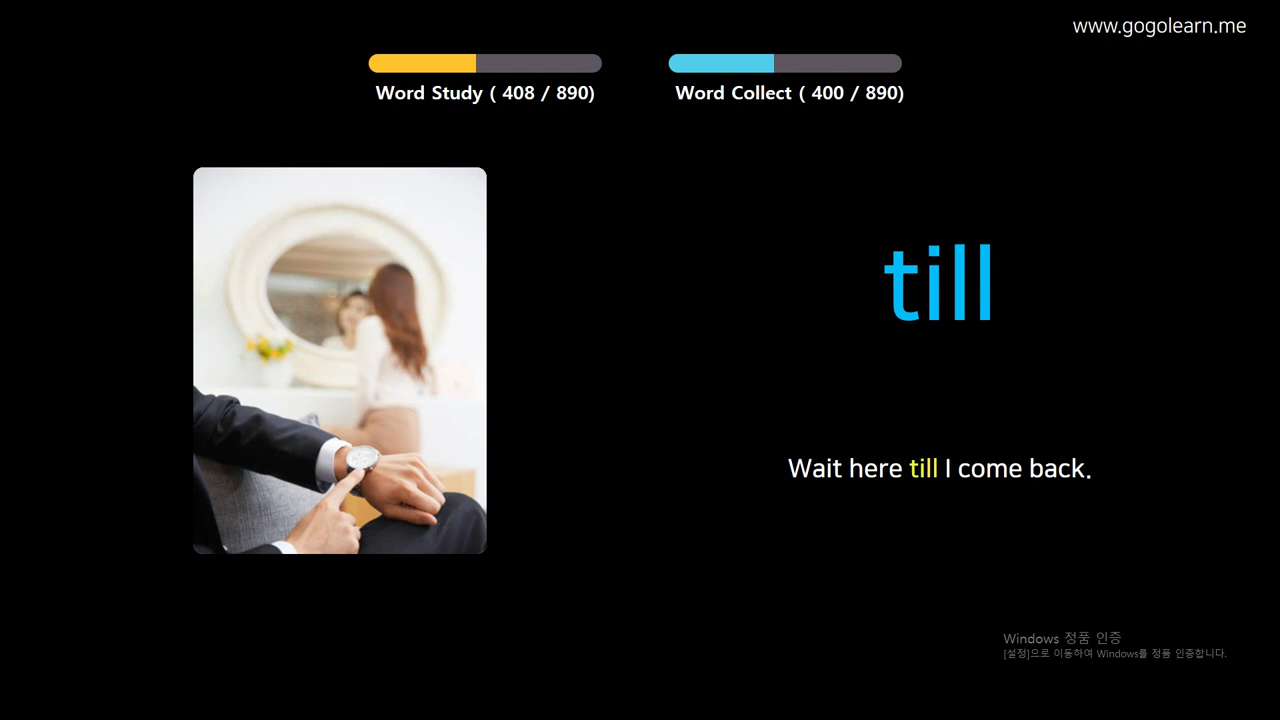 www.gogolearn.me
Word Study ( 408 / 890)
Word Collect ( 400 / 890)
till
Wait here till I come back.
Windows 정품 인증
[설정]으로 이동하여 Windows를 정품 인증합니다.